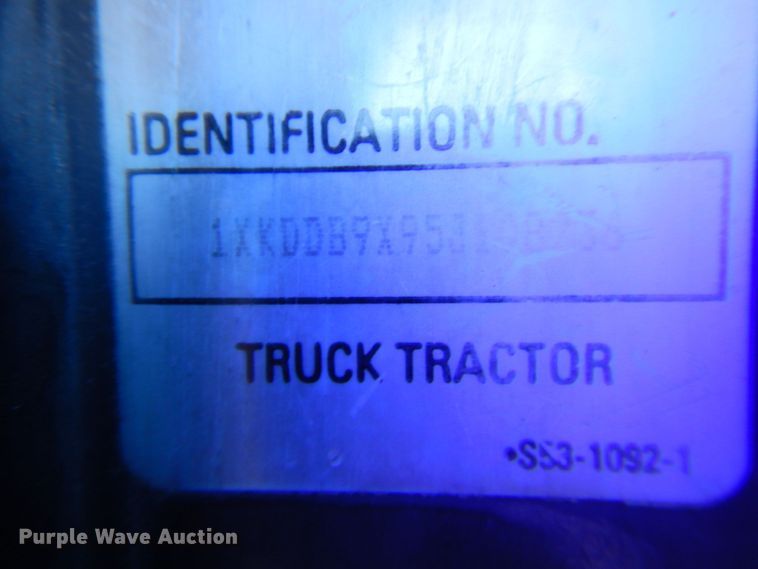 IDENTIFICATION NO.
TRUCK TRACTOR
•S53-1092-1
Purple Wave Auction